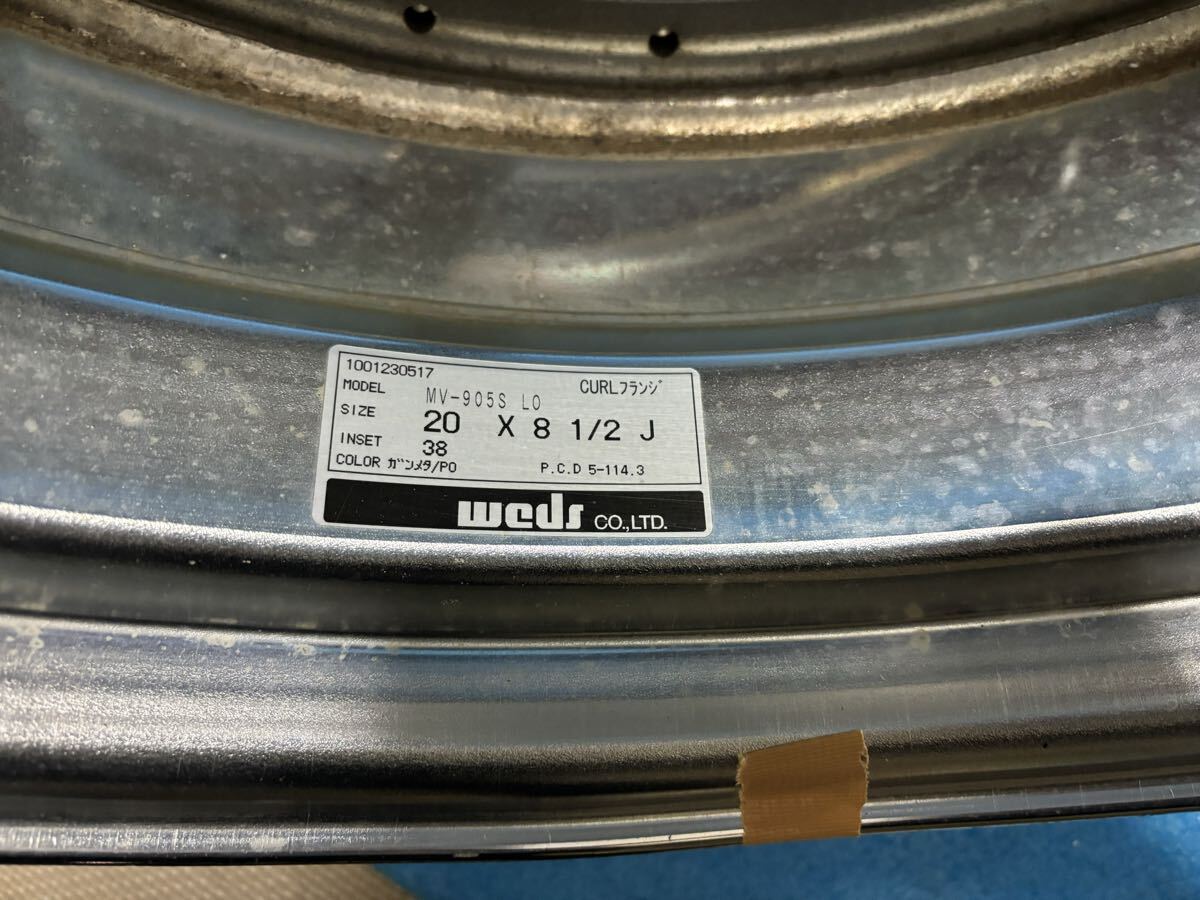 1001230517
MODEL MV-905S LO CURLフランジ
SIZE 20 X 8 1/2 J
INSET 38
COLOR ガンメタ/PO P.C.D 5-114.3
weds CO.,LTD.